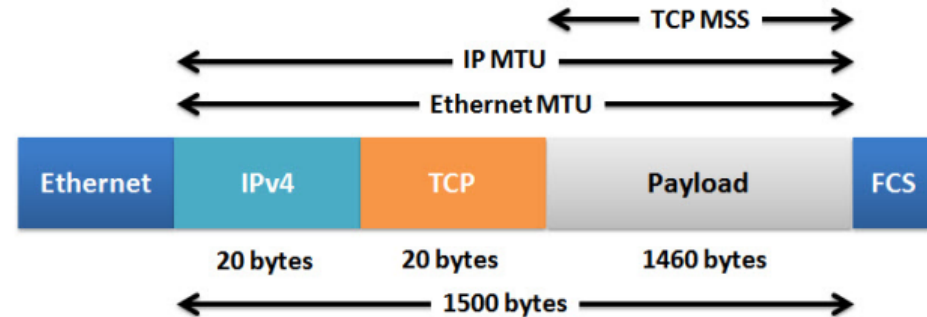 TCP MSS
IP MTU
Ethernet MTU
Ethernet IPv4 TCP Payload FCS
20 bytes 20 bytes 1460 bytes
1500 bytes